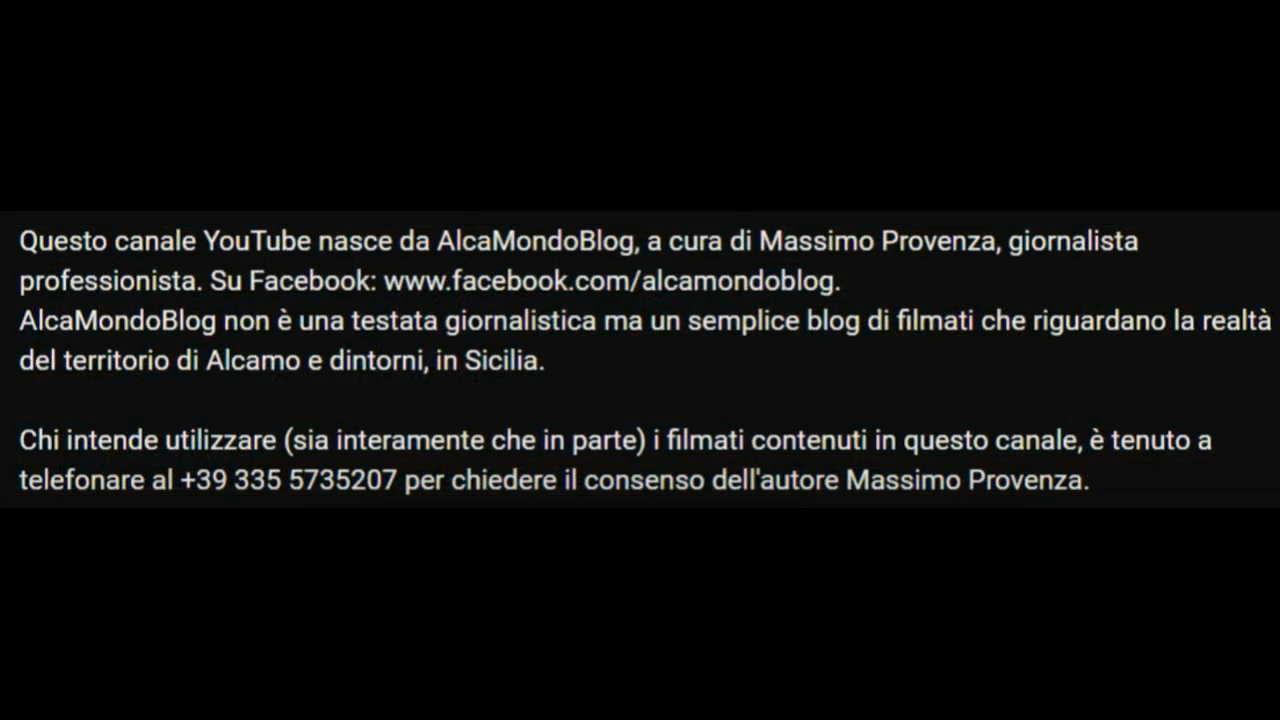 Questo canale YouTube nasce da AlcaMondoBlog, a cura di Massimo Provenza, giornalista
professionista. Su Facebook: www.facebook.com/alcamondoblog.
AlcaMondoBlog non è una testata giornalistica ma un semplice blog di filmati che riguardano la realtà
del territorio di Alcamo e dintorni, in Sicilia.
Chi intende utilizzare (sia interamente che in parte) i filmati contenuti in questo canale, è tenuto a
telefonare al +39 335 5735207 per chiedere il consenso dell'autore Massimo Provenza.